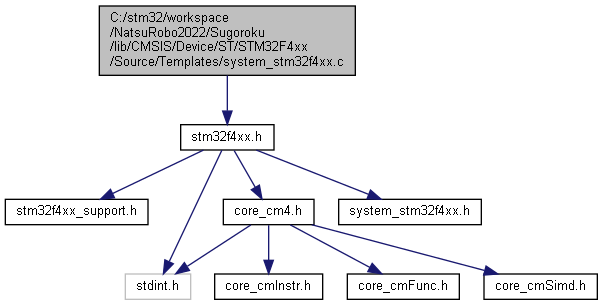 C:/stm32/workspace
/NatsuRobo2022/Sugoroku
/lib/CMSIS/Device/ST/STM32F4xx
/Source/Templates/system_stm32f4xx.c
stm32f4xx.h
stm32f4xx_support.h
core_cm4.h
system_stm32f4xx.h
stdint.h
core_cmInstr.h
core_cmFunc.h
core_cmSimd.h